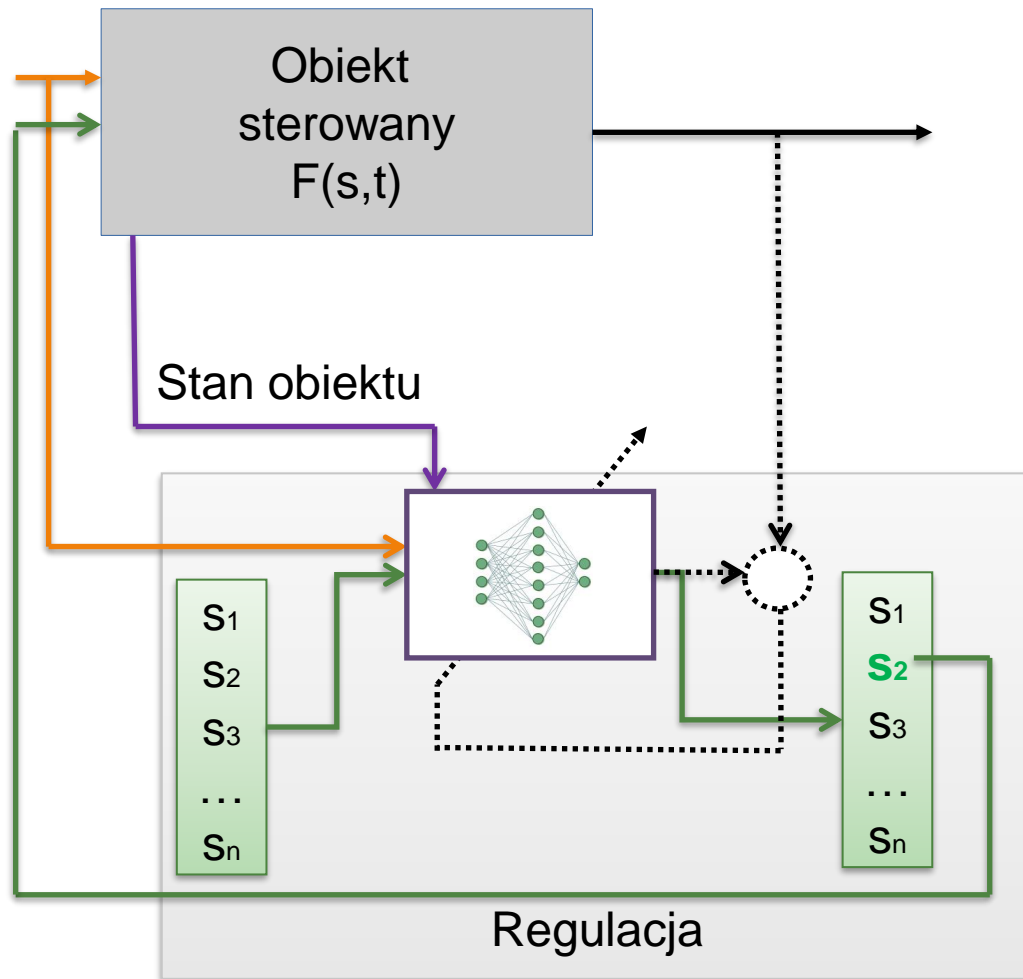 Obiekt
sterowany
F(s,t)
Stan obiektu
s1
s2
s3
...
sn
s1
s2
s3
...
sn
Regulacja